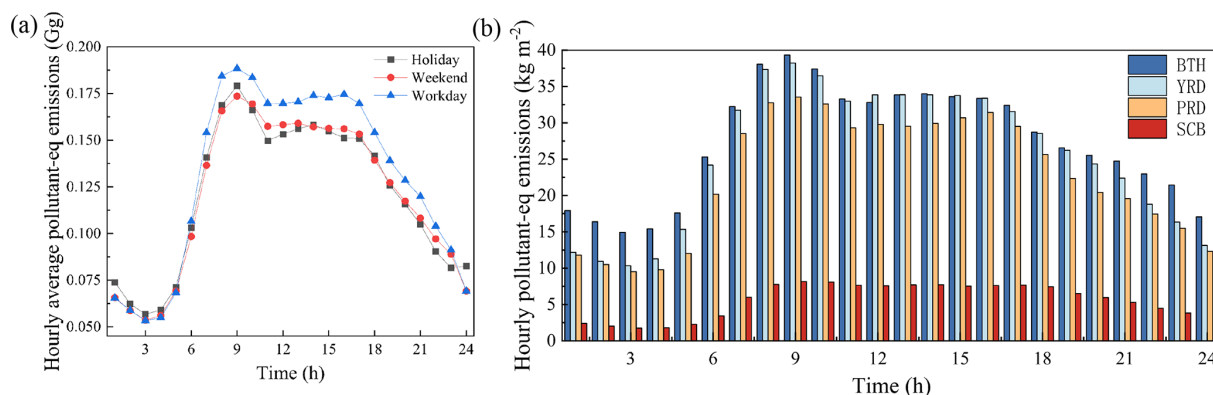 (a)
Hourly average pollutant-eq emissions (Gg)
0.200
0.175
0.150
0.125
0.100
0.075
0.050
Holiday
Weekend
Workday
3 6 9 12 15 18 21 24
Time (h)
(b)
Hourly pollutant-eq emissions (kg m-2)
40
35
30
25
20
15
10
5
0
BTH
YRD
PRD
SCB
3 6 9 12 15 18 21 24
Time (h)